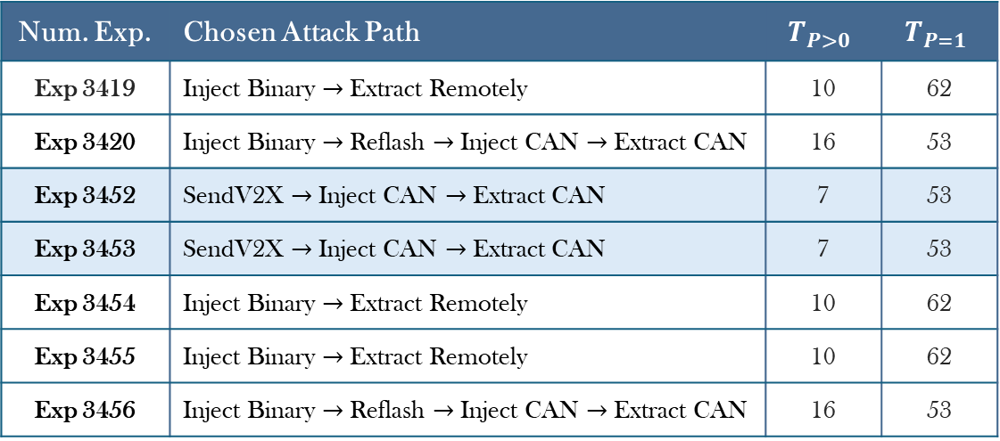 Num. Exp. Chosen Attack Path T P>0 T P=1
Exp 3419 Inject Binary → Extract Remotely 10 62
Exp 3420 Inject Binary → Reflash → Inject CAN → Extract CAN 16 53
Exp 3452 SendV2X → Inject CAN → Extract CAN 7 53
Exp 3453 SendV2X → Inject CAN → Extract CAN 7 53
Exp 3454 Inject Binary → Extract Remotely 10 62
Exp 3455 Inject Binary → Extract Remotely 10 62
Exp 3456 Inject Binary → Reflash → Inject CAN → Extract CAN 16 53